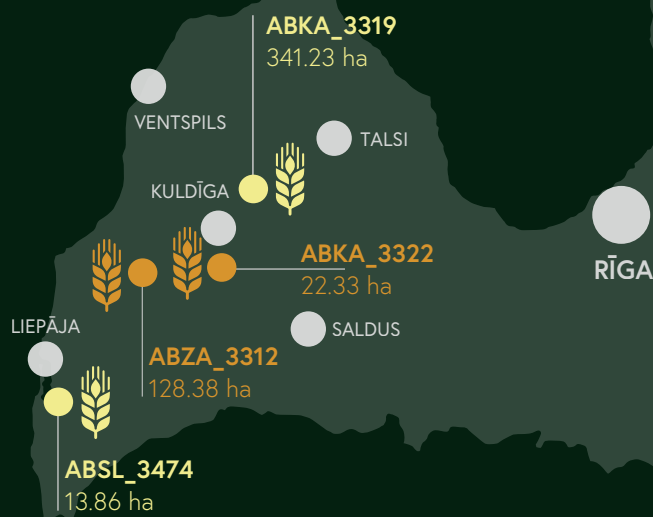 ABKA_3319
341.23 ha
VENTSPILS
TALSI
KULDĪGA
ABKA_3322
22.33 ha
RĪGA
LIEPĀJA
SALDUS
ABZA_3312
128.38 ha
ABSL_3474
13.86 ha